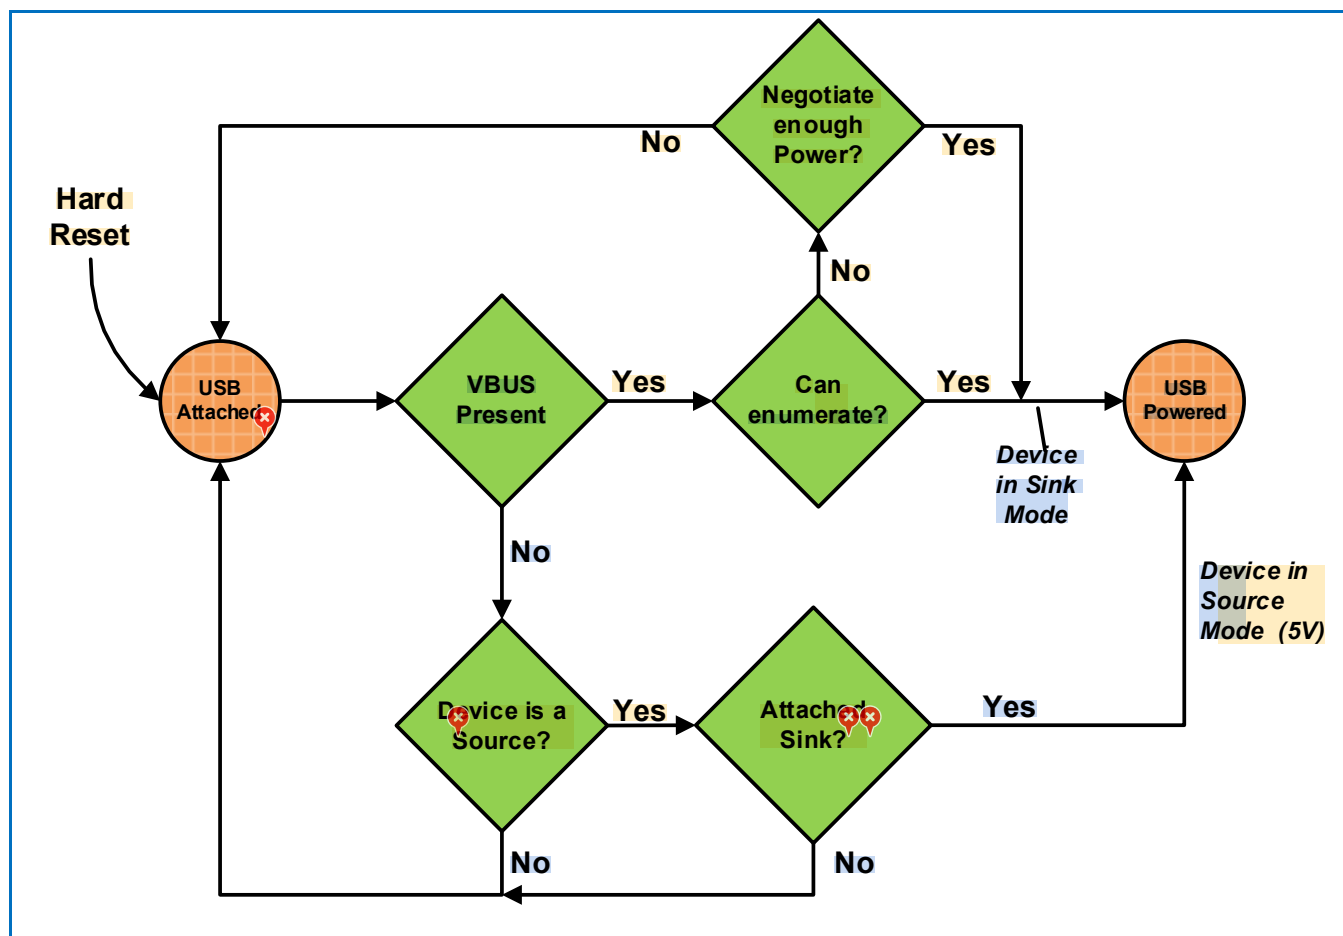 Negotiate
enough
Power?
No
Yes
Hard
Reset
No
USB
Attached
VBUS
Present
Yes
Can
enumerate?
Yes
USB
Powered
Device
in Sink
Mode
No
Device in
Source
Mode (5V)
Device is a
Source?
Yes
Attached
Sink?
Yes
No
No